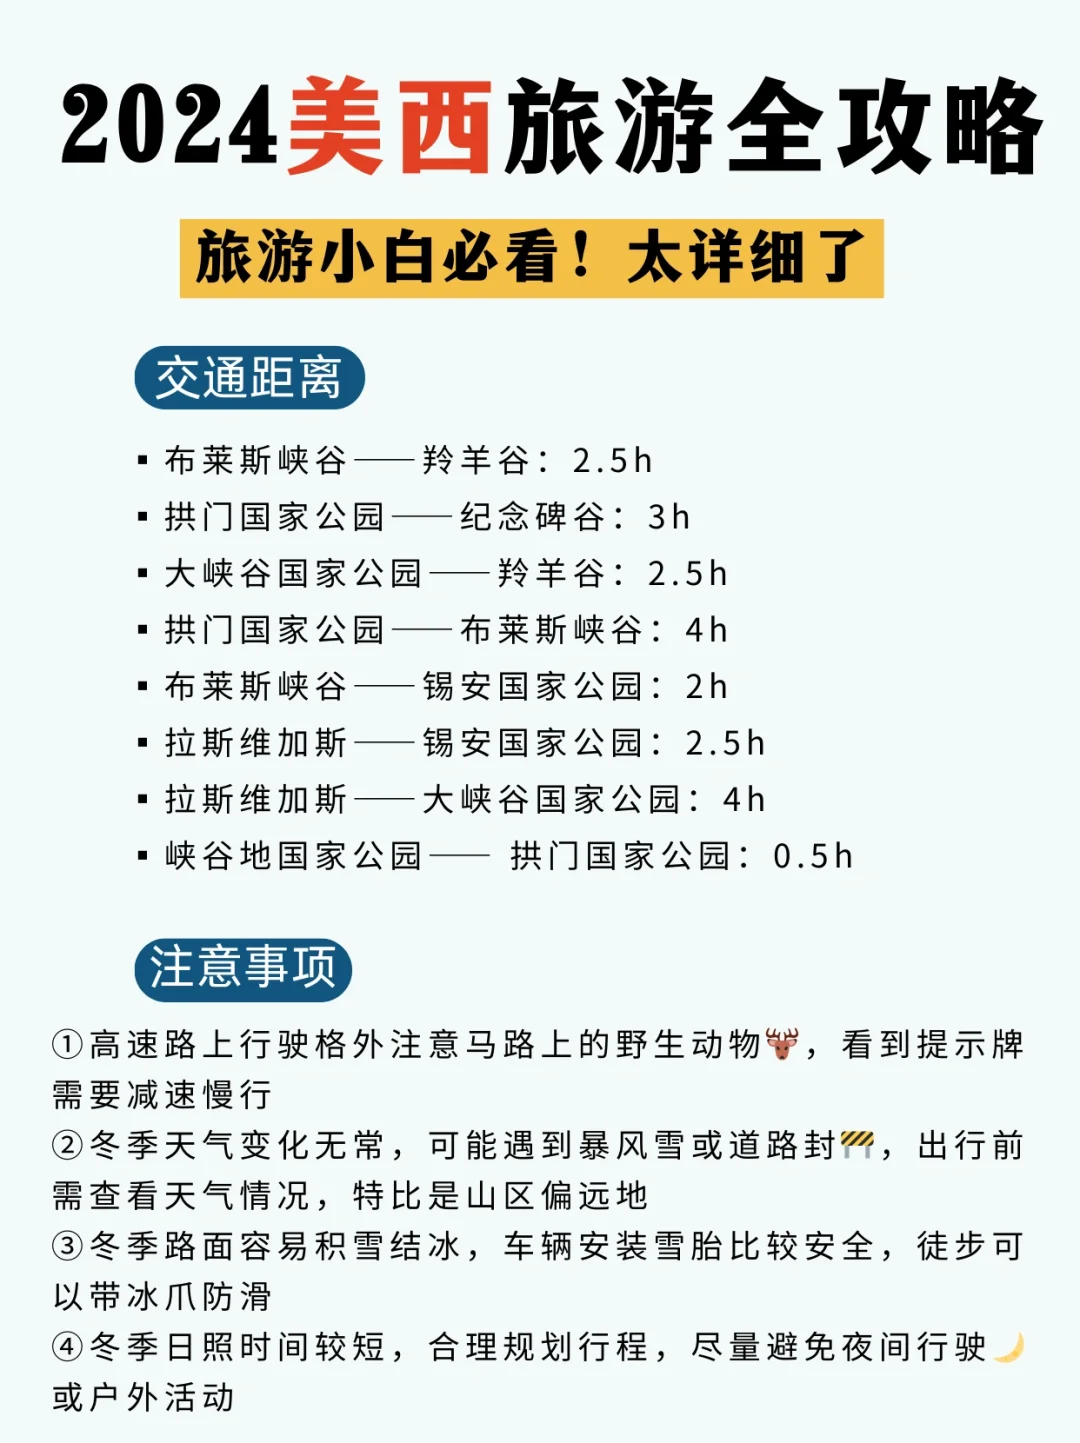 2024美西旅游全攻略
旅游小白必看！太详细了
交通距离
▪ 布莱斯峡谷——羚羊谷：2.5h
▪ 拱门国家公园——纪念碑谷：3h
▪ 大峡谷国家公园——羚羊谷：2.5h
▪ 拱门国家公园——布莱斯峡谷：4h
▪ 布莱斯峡谷——锡安国家公园：2h
▪ 拉斯维加斯——锡安国家公园：2.5h
▪ 拉斯维加斯——大峡谷国家公园：4h
▪ 峡谷地国家公园—— 拱门国家公园：0.5h
注意事项
①高速路上行驶格外注意马路上的野生动物🦌，看到提示牌
需要减速慢行
②冬季天气变化无常，可能遇到暴风雪或道路封🚧，出行前
需查看天气情况，特比是山区偏远地
③冬季路面容易积雪结冰，车辆安装雪胎比较安全，徒步可
以带冰爪防滑
④冬季日照时间较短，合理规划行程，尽量避免夜间行驶🌙
或户外活动